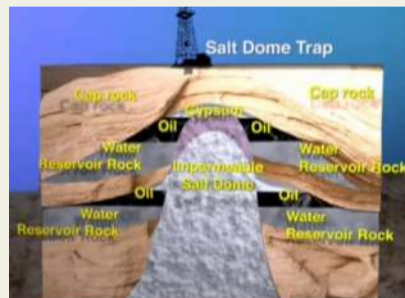 Salt Dome Trap
Cap rock
Cap rock
Gypsum
Oil
Oil
Water
Reservoir Rock
Water
Reservoir Rock
Impermeable
Salt Dome
Oil
Oil
Water
Reservoir Rock
Water
Reservoir Rock